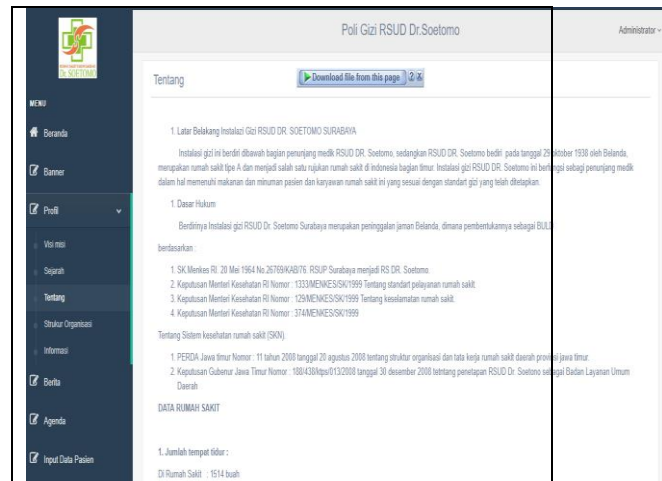 Poli Gizi RSUD Dr.Soetomo
Administrator
Dr. SOETOMO
Tentang
Download file from this page
MENU
Beranda
Banner
Profil
Visi misi
Sejarah
Tentang
Strukur Organisasi
Informasi
Berita
Agenda
Input Data Pasien
1. Latar Belakang Instalazi Gizi RSUD DR. SOETOMO SURABAYA
Instalasi gizi ini berdiri dibawah bagian penunjang medik RSUD DR. Soetomo, sedangkan RSUD DR. Soetomo bediri pada tanggal 29 oktober 1938 oleh Belanda,
merupakan rumah sakit tipe A dan menjadi salah satu rujukan rumah sakit di indonesia bagian timur. Instalasi gizi RSUD DR. Soetomo ini berfungsi sebagi penunjang medik
dalam hal memenuhi makanan dan minuman pasien dan karyawan rumah sakit ini yang sesuai dengan standart gizi yang telah ditetapkan.
1. Dasar Hukum
Berdirinya Instalasi gizi RSUD Dr. Soetomo Surabaya merupakan peninggalan jaman Belanda, dimana pembentukannya sebagai BULD
berdasarkan :
1. SK.Menkes RI. 20 Mei 1964 No.26769/KAB/76. RSUP Surabaya menjadi RS DR. Soetomo.
2. Keputusan Menteri Kesehatan RI Nomor : 1333/MENKES/SK/1999 Tentang standart pelayanan rumah sakit.
3. Keputusan Menteri Kesehatan RI Nomor : 129/MENKES/SK/1999 Tentang keselamatan rumah sakit.
4. Keputusan Menteri Kesehatan RI Nomor : 374/MENKES/SK/1999
Tentang Sistem kesehatan rumah sakit (SKN).
1. PERDA Jawa timur Nomor : 11 tahun 2008 tanggal 20 agustus 2008 tentang struktur organisasi dan tata kerja rumah sakit daerah provinsi jawa timur.
2. Keputusan Gubenur Jawa Timur Nomor : 188/438/ktps/013/2008 tanggal 30 desember 2008 tetntang penetapan RSUD Dr. Soetono sebagai Badan Layanan Umum
Daerah
DATA RUMAH SAKIT
1. Jumlah tempat tidur :
Di Rumah Sakit : 1514 buah